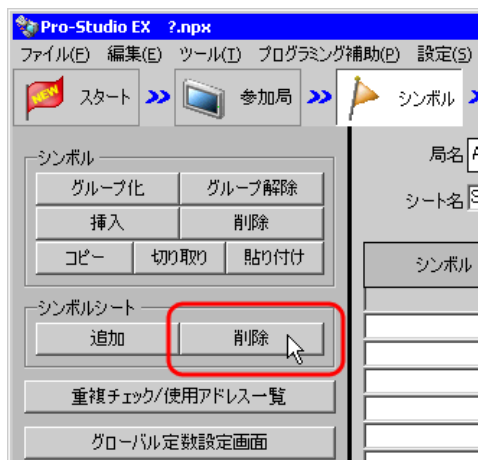 Pro-Studio EX ?.npx
ファイル(F) 編集(E) ツール(T) プログラミング補助(P) 設定(S)
NEW スタート 参加局 シンボル
シンボル
グループ化 グループ解除
挿入 削除
コピー 切り取り 貼り付け
シンボルシート
追加 削除
重複チェック/使用アドレス一覧
グローバル定数設定画面
局名 A
シート名 S
シンボル